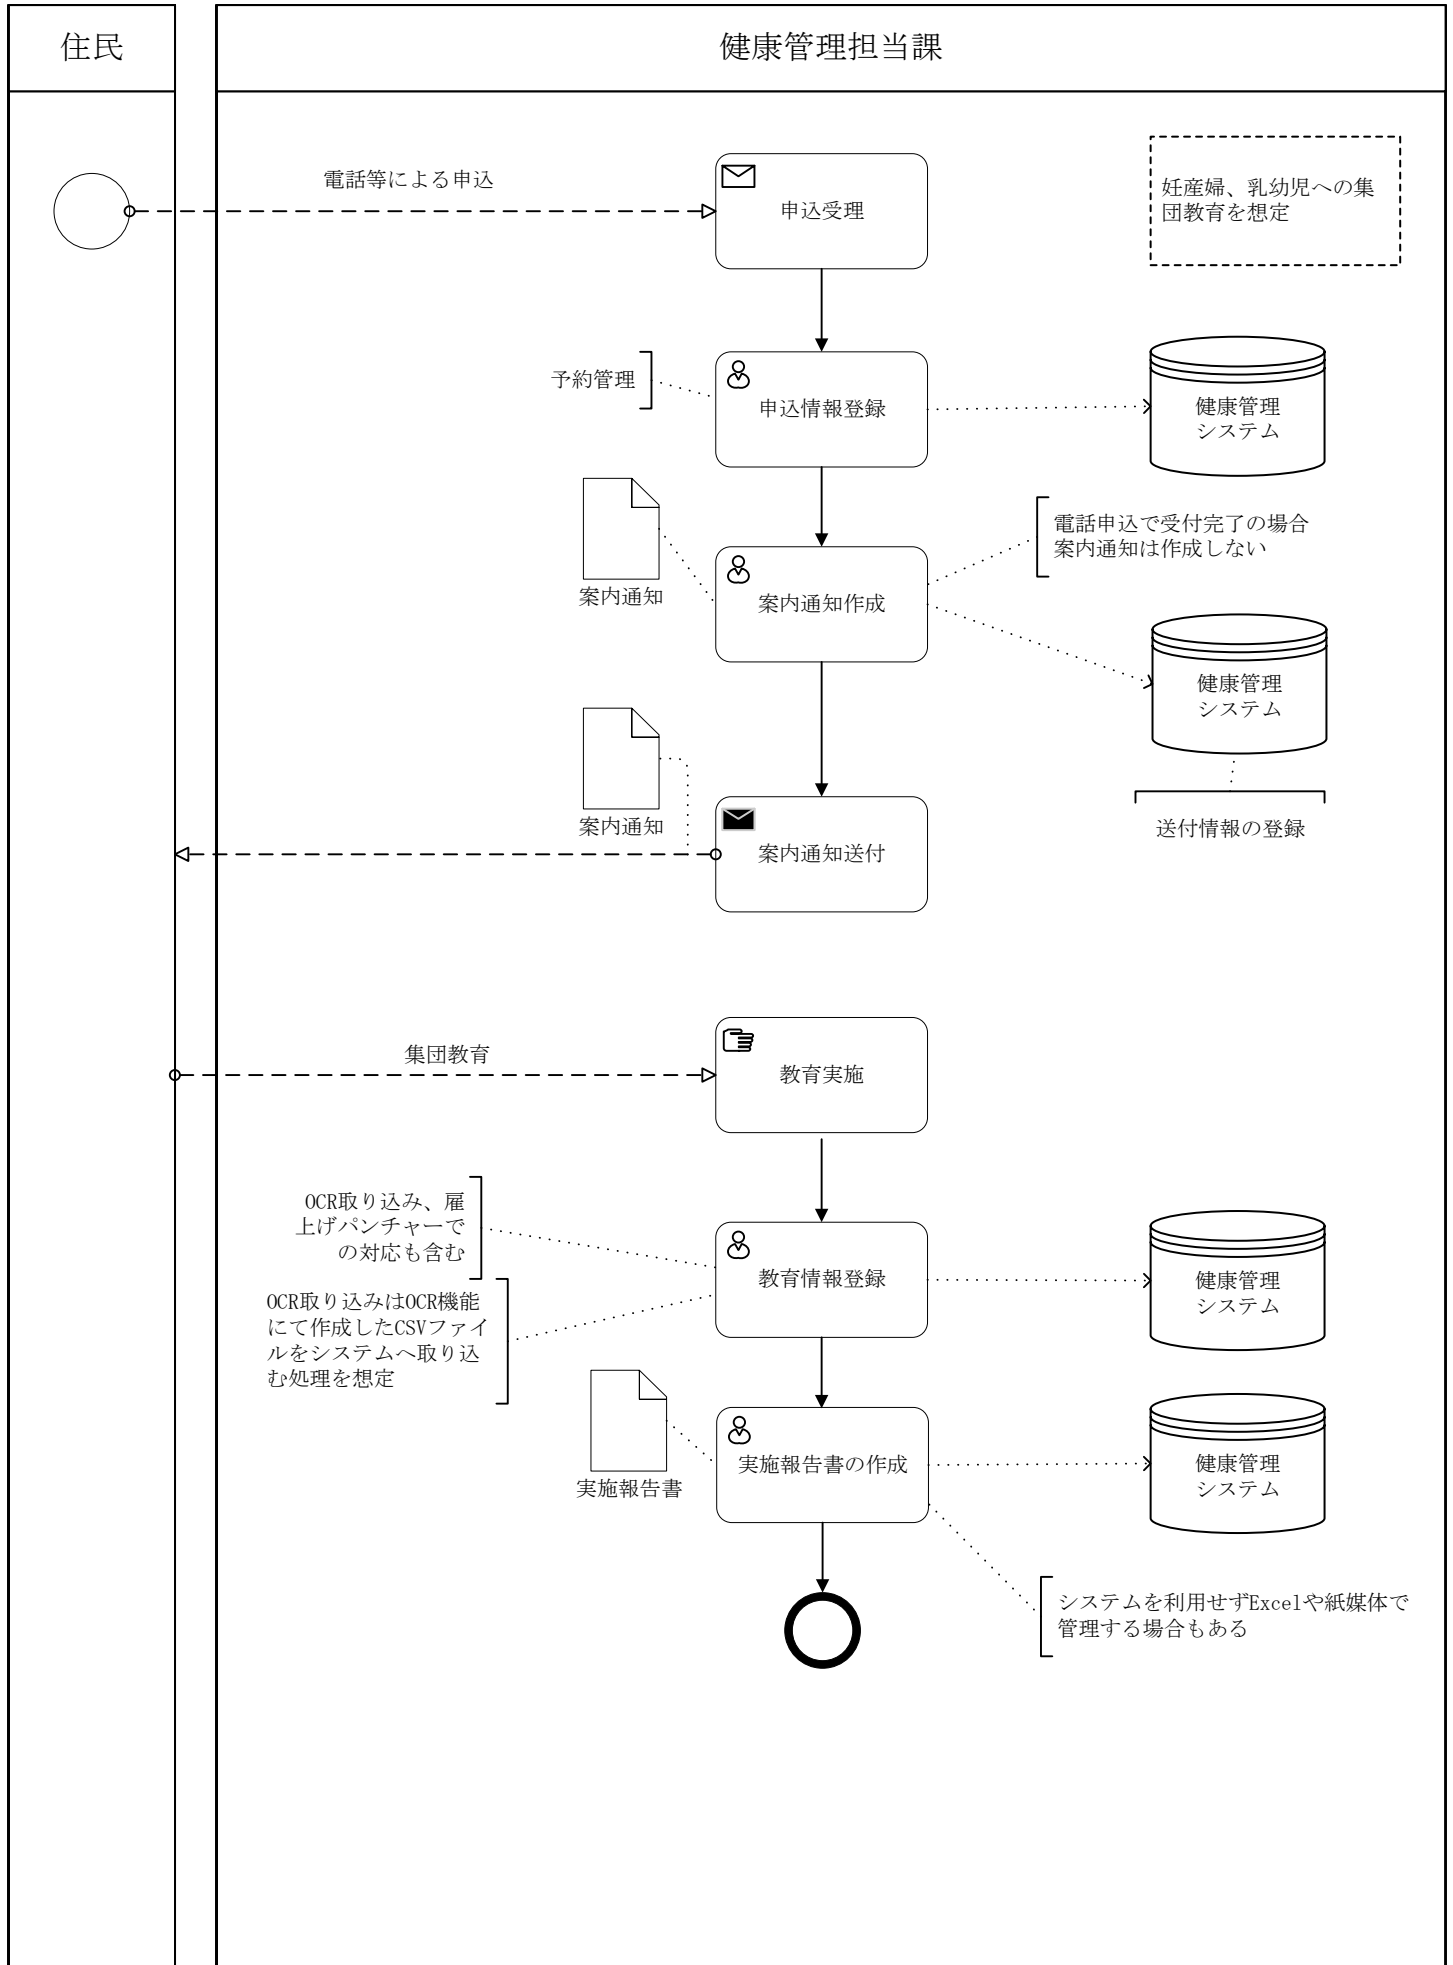 住民
健康管理担当課
電話等による申込
申込受理
妊産婦、乳幼児への集
団教育を想定
予約管理
申込情報登録
健康管理
システム
案内通知
電話申込で受付完了の場合
案内通知は作成しない
案内通知作成
健康管理
システム
案内通知
送付情報の登録
案内通知送付
集団教育
教育実施
OCR取り込み、雇
上げパンチャーで
の対応も含む
教育情報登録
健康管理
システム
OCR取り込みはOCR機能
にて作成したCSVファイ
ルをシステムへ取り込
む処理を想定
実施報告書
実施報告書の作成
健康管理
システム
システムを利用せずExcelや紙媒体で
管理する場合もある